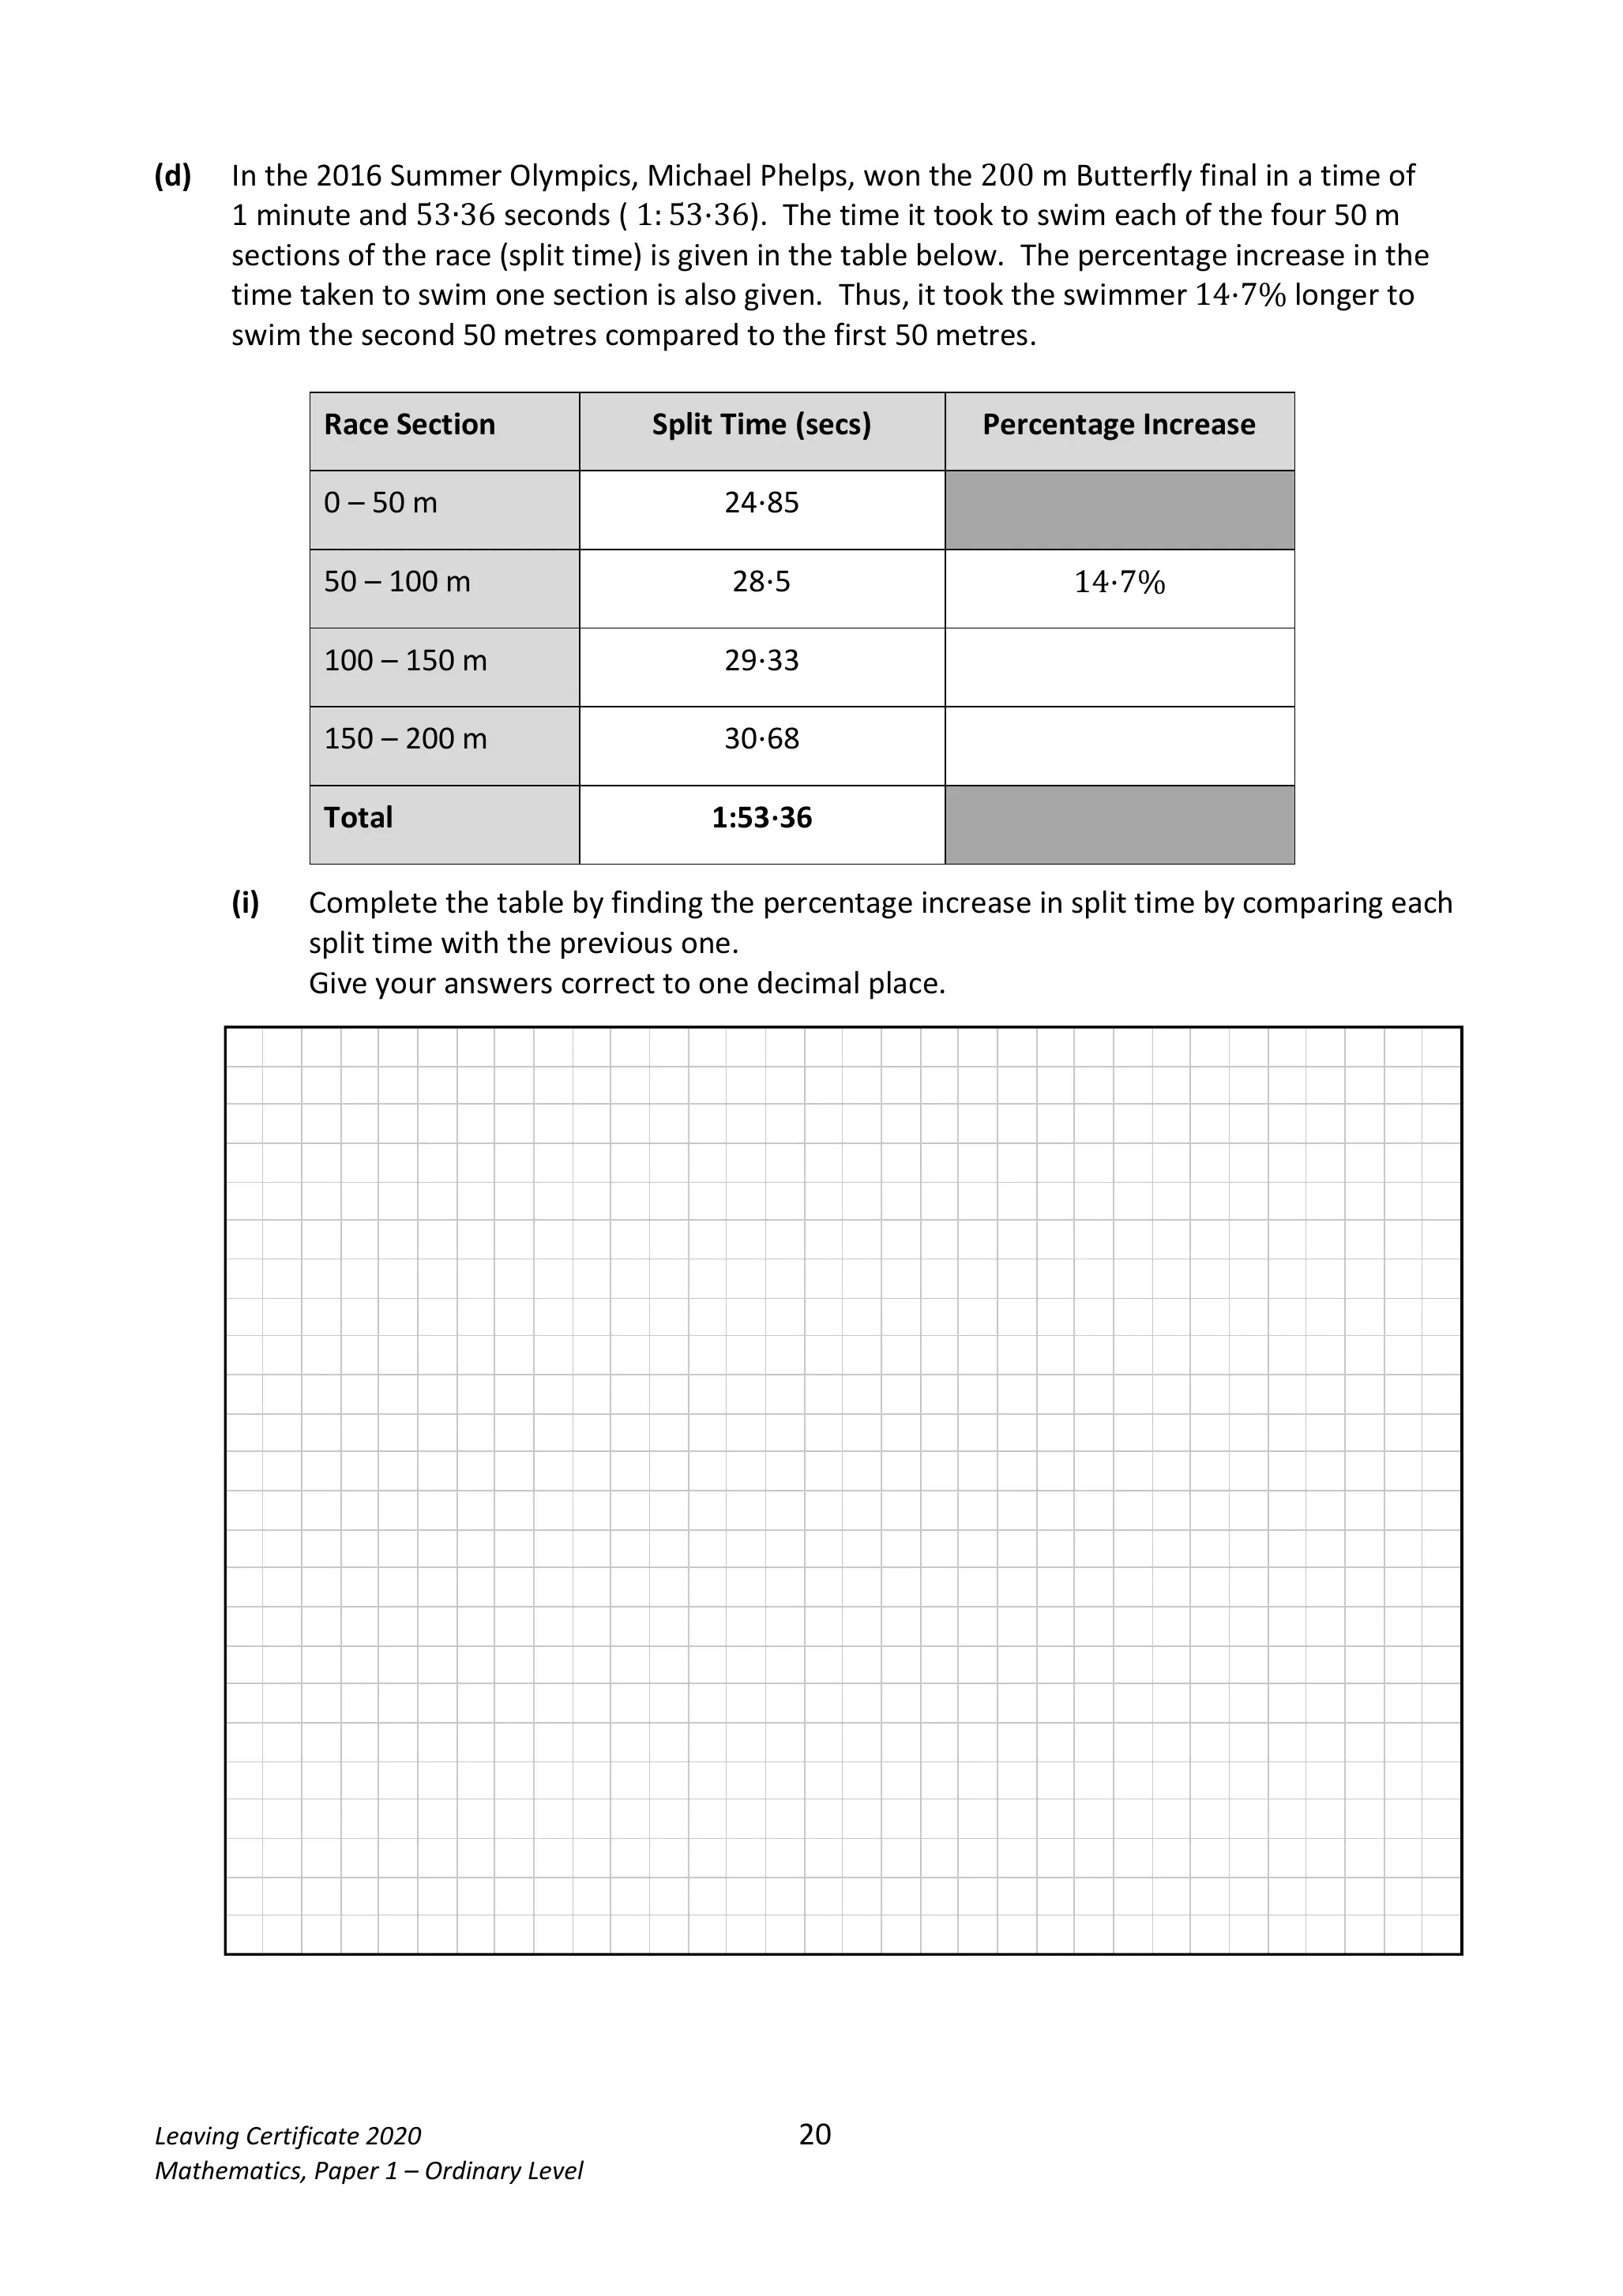 (d) In the 2016 Summer Olympics, Michael Phelps, won the 200 m Butterfly final in a time of
1 minute and 53·36 seconds ( 1: 53·36). The time it took to swim each of the four 50 m
sections of the race (split time) is given in the table below. The percentage increase in the
time taken to swim one section is also given. Thus, it took the swimmer 14·7% longer to
swim the second 50 metres compared to the first 50 metres.
Race Section Split Time (secs) Percentage Increase
0 – 50 m 24·85
50 – 100 m 28·5 14·7%
100 – 150 m 29·33
150 – 200 m 30·68
Total 1:53·36
(i) Complete the table by finding the percentage increase in split time by comparing each
split time with the previous one.
Give your answers correct to one decimal place.
Leaving Certificate 2020 20
Mathematics, Paper 1 – Ordinary Level